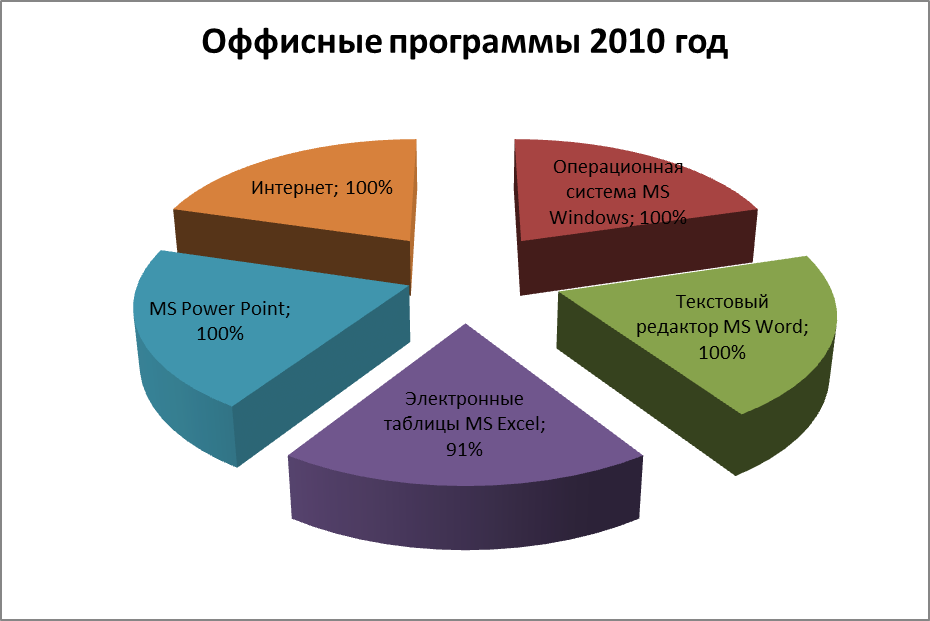 Оффисные программы 2010 год
Интернет; 100%
Операционная
система MS
Windows; 100%
MS Power Point;
100%
Текстовый
редактор MS Word;
100%
Электронные
таблицы MS Excel;
91%